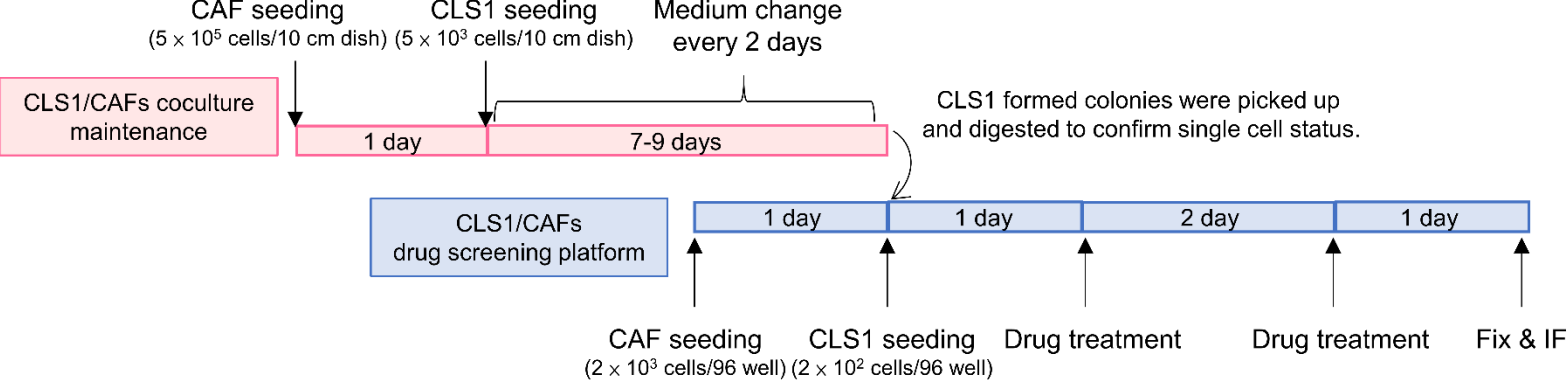 CAF seeding
(5 × 10⁵ cells/10 cm dish)
CLS1 seeding
(5 × 10³ cells/10 cm dish)
Medium change
every 2 days
CLS1/CAFs coculture
maintenance
1 day
7-9 days
CLS1 formed colonies were picked up
and digested to confirm single cell status.
CLS1/CAFs
drug screening platform
1 day
1 day
2 day
1 day
CAF seeding
(2 × 10³ cells/96 well)
CLS1 seeding
(2 × 10² cells/96 well)
Drug treatment
Drug treatment
Fix & IF